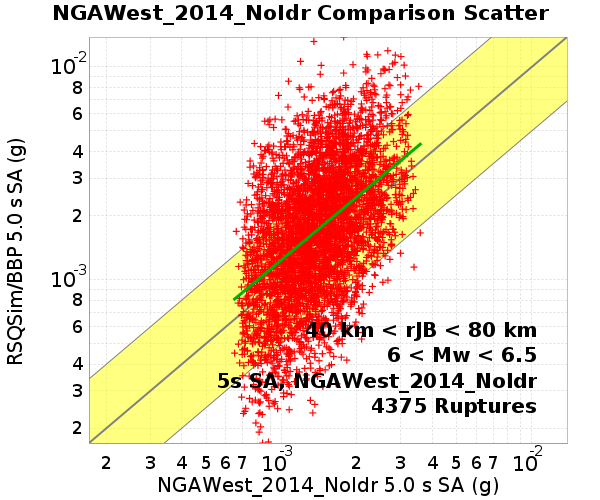 NGAWest_2014_NoIdr Comparison Scatter
RSQSim/BBP 5.0 s SA (g)
10-2
8
6
4
3
2
10-3
8
6
4
3
2
40 km < rJB < 80 km
6 < Mw < 6.5
5s SA, NGAWest_2014_NoIdr
4375 Ruptures
2 3 4 5 6 7 10-3 2 3 4 5 6 7 10-2
NGAWest_2014_NoIdr 5.0 s SA (g)